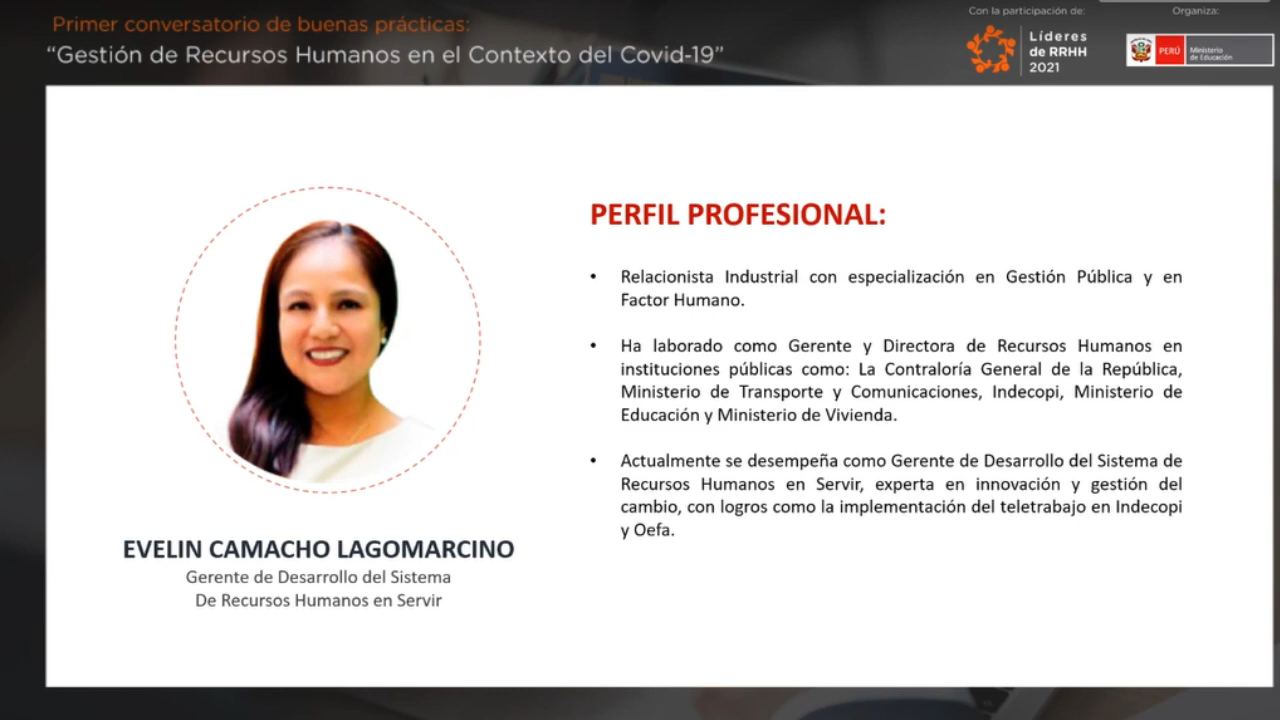 Primer conversatorio de buenas prácticas:
“Gestión de Recursos Humanos en el Contexto del Covid-19”
Con la participación de:
Líderes
de RRHH
2021
Organiza:
PERÚ
Ministerio
de Educación
PERFIL PROFESIONAL:
• Relacionista Industrial con especialización en Gestión Pública y en
Factor Humano.
• Ha laborado como Gerente y Directora de Recursos Humanos en
instituciones públicas como: La Contraloría General de la República,
Ministerio de Transporte y Comunicaciones, Indecopi, Ministerio de
Educación y Ministerio de Vivienda.
• Actualmente se desempeña como Gerente de Desarrollo del Sistema de
Recursos Humanos en Servir, experta en innovación y gestión del
cambio, con logros como la implementación del teletrabajo en Indecopi
y Oefa.
EVELIN CAMACHO LAGOMARCINO
Gerente de Desarrollo del Sistema
De Recursos Humanos en Servir